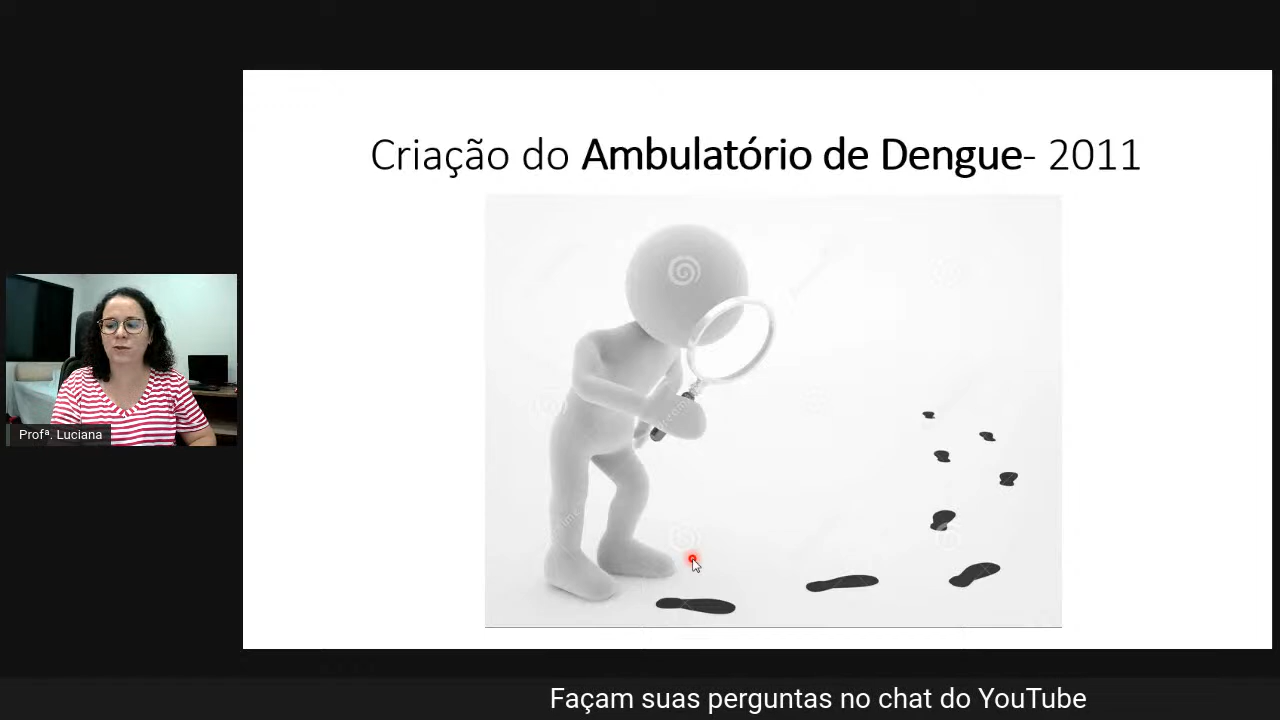 Criação do Ambulatório de Dengue- 2011
Profª. Luciana
Façam suas perguntas no chat do YouTube